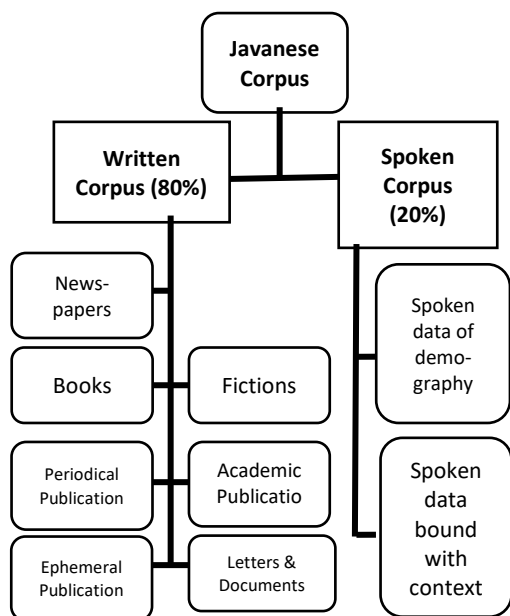 Javanese
Corpus
Written
Corpus (80%)
Spoken
Corpus
(20%)
News-
papers
Books
Fictions
Periodical
Publication
Academic
Publicatio
Ephemeral
Publication
Letters &
Documents
Spoken
data of
demo-
graphy
Spoken
data
bound
with
context